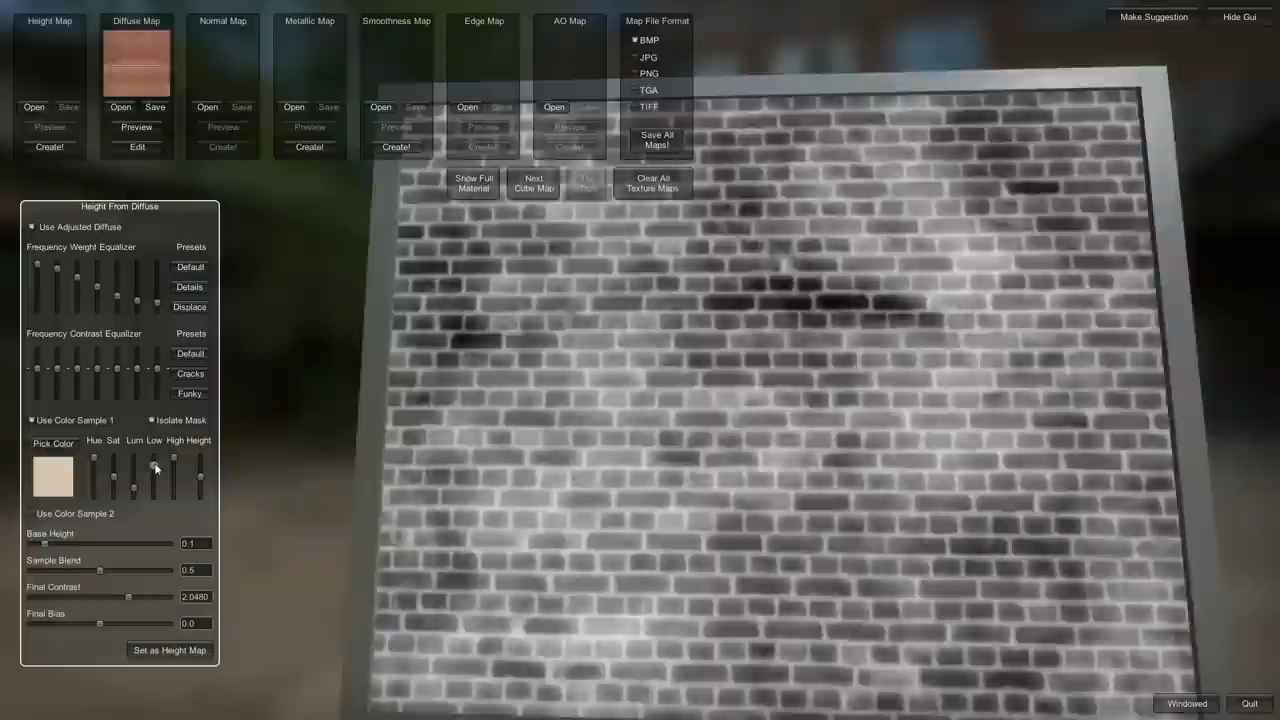 Height Map Diffuse Map Normal Map Metallic Map Smoothness Map Edge Map AO Map Map File Format
Make Suggestion Hide Gui
BMP
JPG
PNG
TGA
TIFF
Open Save Open Save Open Save Open Save Open Save Open Save Open
Preview Preview Preview Preview Preview Preview Preview
Create! Edit Create! Create! Create! Create! Create!
Save All
Maps!
Show Full
Material
Next
Cube Map
Clear All
Texture Maps
Height From Diffuse
Use Adjusted Diffuse
Frequency Weight Equalizer Presets
Default
Details
Displace
Frequency Contrast Equalizer Presets
Default
Cracks
Funky
Use Color Sample 1 Isolate Mask
Pick Color Hue Sat Lum Low High Height
Use Color Sample 2
Base Height
0.1
Sample Blend
0.5
Final Contrast
2.0480
Final Bias
0.0
Set as Height Map
Windowed Quit